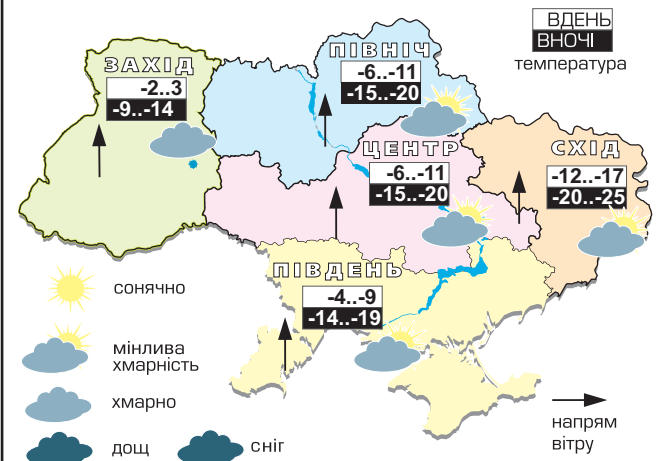 ВДЕНЬ
ВНОЧІ
температура
ЗАХІД
-2..3
-9..-14
ПІВНІЧ
-6..-11
-15..-20
ЦЕНТР
-6..-11
-15..-20
СХІД
-12..-17
-20..-25
ПІВДЕНЬ
-4..-9
-14..-19
сонячно
мінлива
хмарність
хмарно
дощ
сніг
напрям
вітру